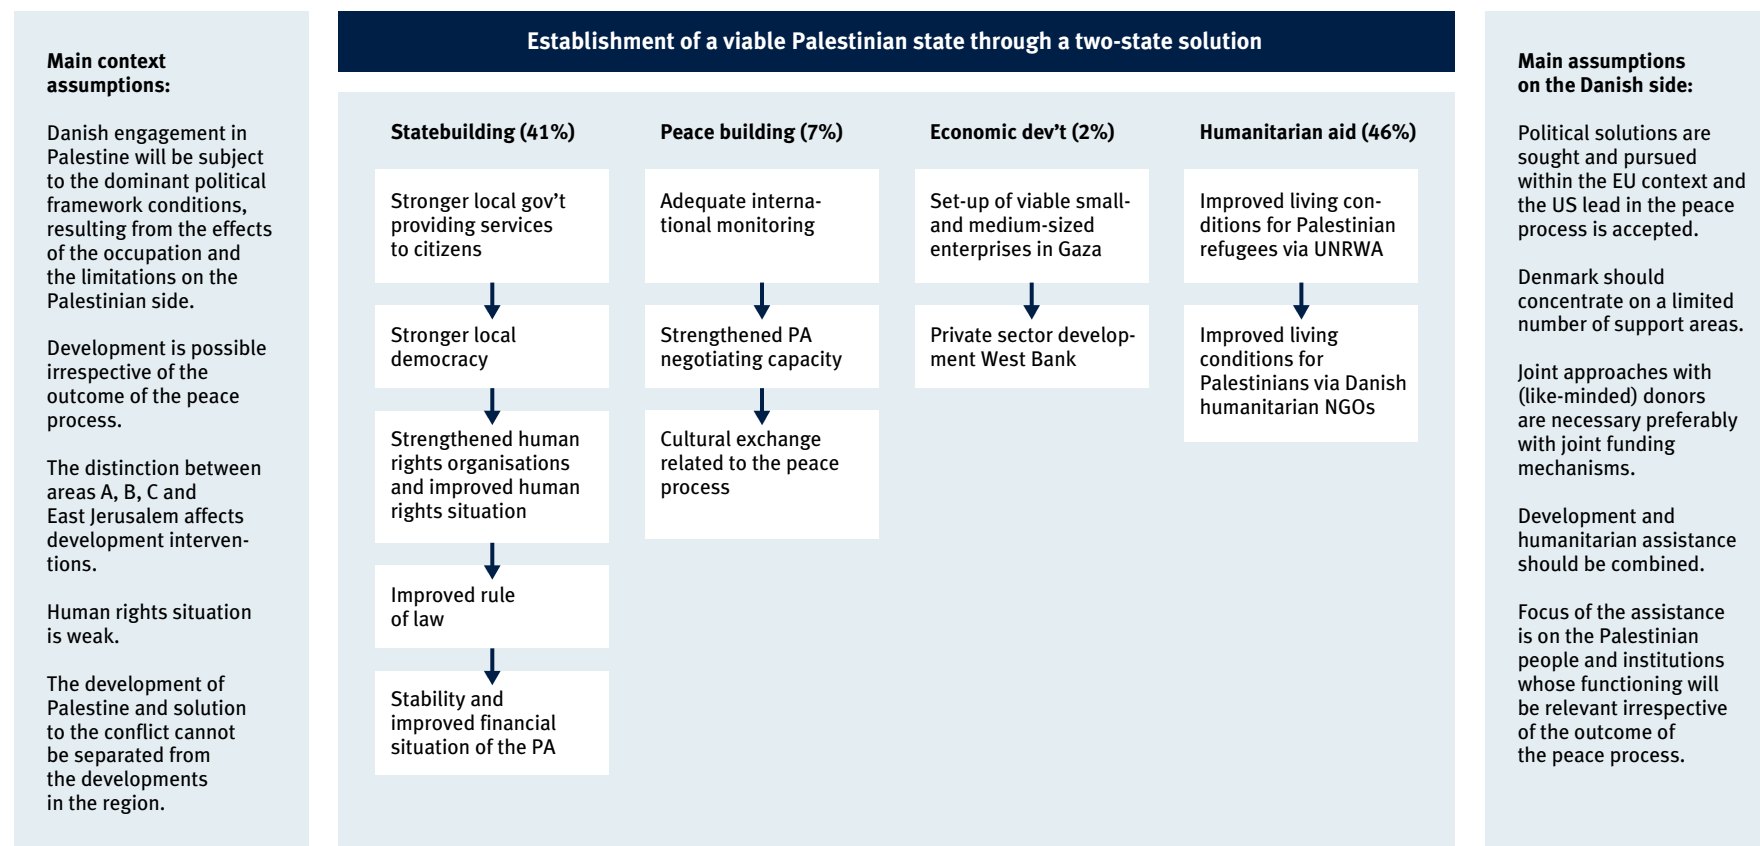 Main context
assumptions:
Danish engagement in
Palestine will be subject
to the dominant political
framework conditions,
resulting from the effects
of the occupation and
the limitations on the
Palestinian side.
Development is possible
irrespective of the
outcome of the peace
process.
The distinction between
areas A, B, C and
East Jerusalem affects
development interven-
tions.
Human rights situation
is weak.
The development of
Palestine and solution
to the conflict cannot
be separated from
the developments
in the region.
Establishment of a viable Palestinian state through a two-state solution
Statebuilding (41%)
Stronger local gov’t
providing services
to citizens
Stronger local
democracy
Strengthened human
rights organisations
and improved human
rights situation
Improved rule
of law
Stability and
improved financial
situation of the PA
Peace building (7%)
Adequate interna-
tional monitoring
Strengthened PA
negotiating capacity
Cultural exchange
related to the peace
process
Economic dev’t (2%)
Set-up of viable small-
and medium-sized
enterprises in Gaza
Private sector develop-
ment West Bank
Humanitarian aid (46%)
Improved living con-
ditions for Palestinian
refugees via UNRWA
Improved living
conditions for
Palestinians via Danish
humanitarian NGOs
Main assumptions
on the Danish side:
Political solutions are
sought and pursued
within the EU context and
the US lead in the peace
process is accepted.
Denmark should
concentrate on a limited
number of support areas.
Joint approaches with
(like-minded) donors
are necessary preferably
with joint funding
mechanisms.
Development and
humanitarian assistance
should be combined.
Focus of the assistance
is on the Palestinian
people and institutions
whose functioning will
be relevant irrespective
of the outcome of
the peace process.